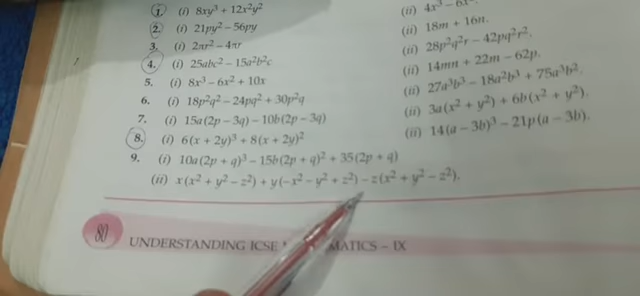 1. (i) 8xy³ + 12x²y² (ii) 4x³ – 6x²
2. (i) 21py² – 56py (ii) 18m + 16n.
3. (i) 2πr² – 4πr (ii) 28p²q²r – 42pq²r².
4. (i) 25abc² – 15a²b²c (ii) 14mn + 22m – 62p.
5. (i) 8x³ – 6x² + 10x (ii) 27a³b³ – 18a²b³ + 75a³b².
6. (i) 18p²q² – 24pq² + 30p²q (ii) 3a(x² + y²) + 6b(x² + y²).
7. (i) 15a(2p – 3q) – 10b(2p – 3q) (ii) 14(a – 3b)³ – 21p(a – 3b).
8. (i) 6(x + 2y)³ + 8(x + 2y)²
9. (i) 10a(2p + q)³ – 15b(2p + q)² + 35(2p + q)
(ii) x(x² + y² – z²) + y(–x² – y² + z²) – z(x² + y² – z²).
80 UNDERSTANDING ICSE MATICS – IX